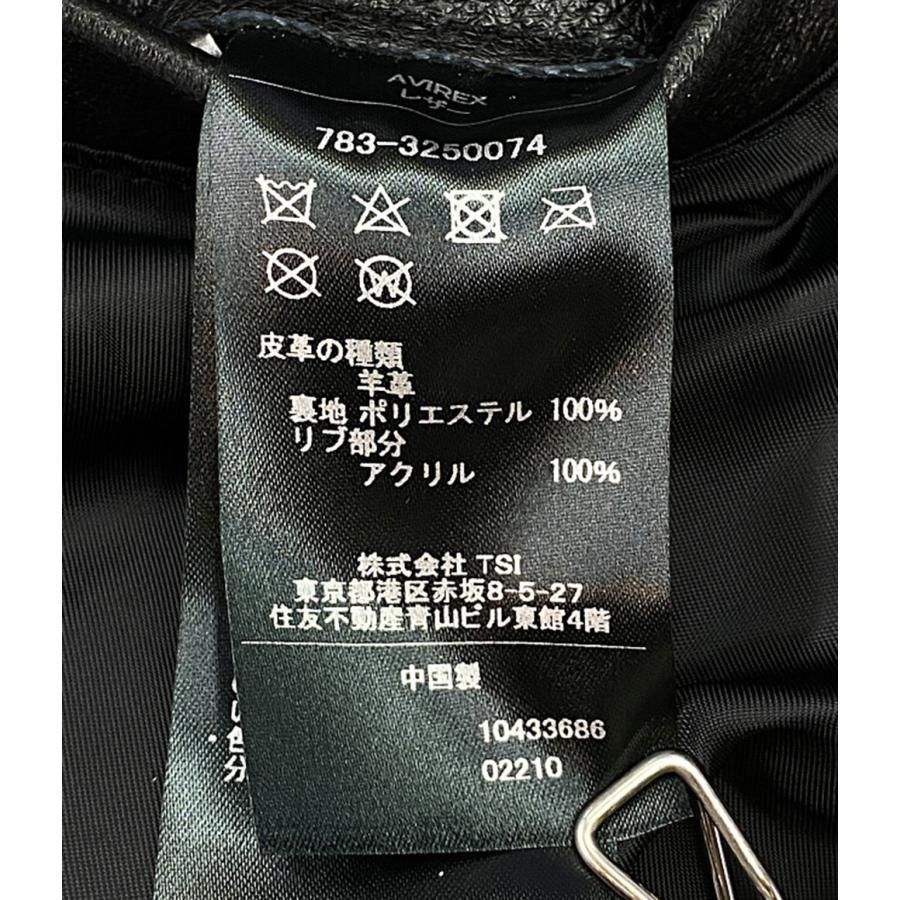 AVIREX
レザ
783-3250074
W
皮革の種類
羊革
裏地 ポリエステル 100%
リブ部分
アクリル 100%
株式会社 TSI
東京都港区赤坂8-5-27
住友不動産青山ビル東館4階
中国製
10433686
02210
色
分